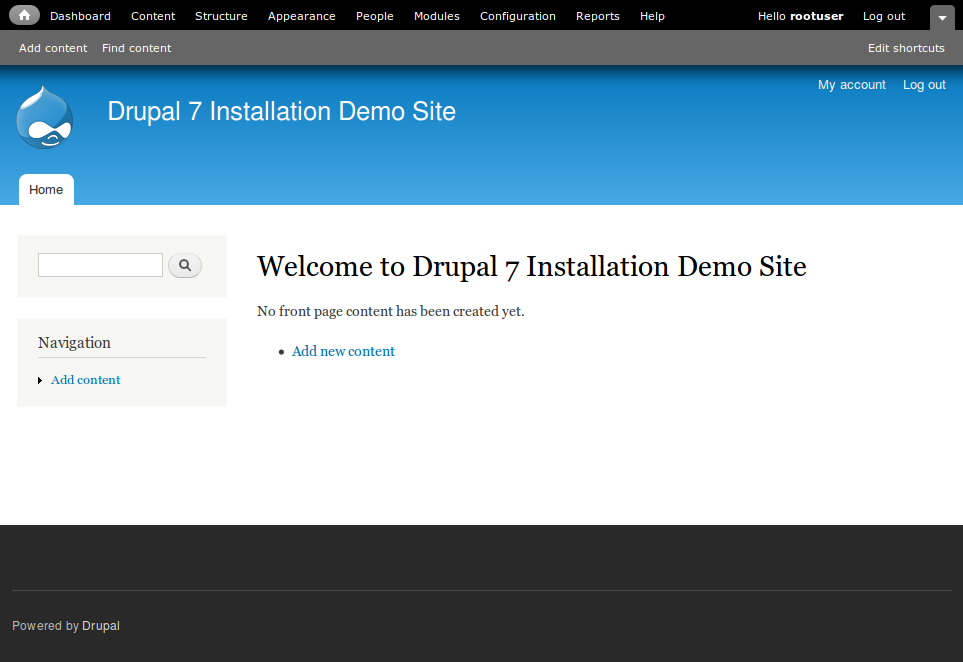 Dashboard Content Structure Appearance People Modules Configuration Reports Help Hello rootuser Log out
Add content Find content Edit shortcuts
My account Log out
Drupal 7 Installation Demo Site
Home
Welcome to Drupal 7 Installation Demo Site
No front page content has been created yet.
Add new content
Navigation
Add content
Powered by Drupal